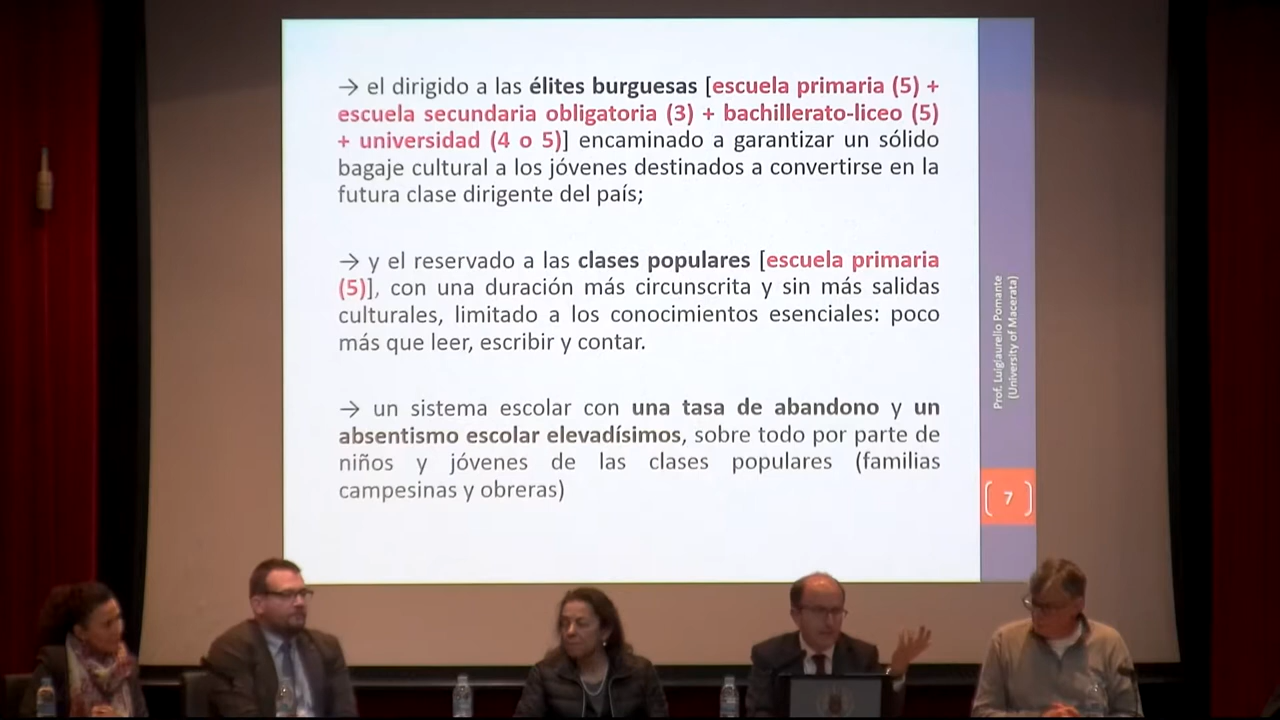 → el dirigido a las élites burguesas [escuela primaria (5) +
escuela secundaria obligatoria (3) + bachillerato-liceo (5)
+ universidad (4 o 5)] encaminado a garantizar un sólido
bagaje cultural a los jóvenes destinados a convertirse en la
futura clase dirigente del país;
→ y el reservado a las clases populares [escuela primaria
(5)], con una duración más circunscrita y sin más salidas
culturales, limitado a los conocimientos esenciales: poco
más que leer, escribir y contar.
→ un sistema escolar con una tasa de abandono y un
absentismo escolar elevadísimos, sobre todo por parte de
niños y jóvenes de las clases populares (familias
campesinas y obreras)
Prof. Luigiaurelio Pomante
(University of Macerata)
7